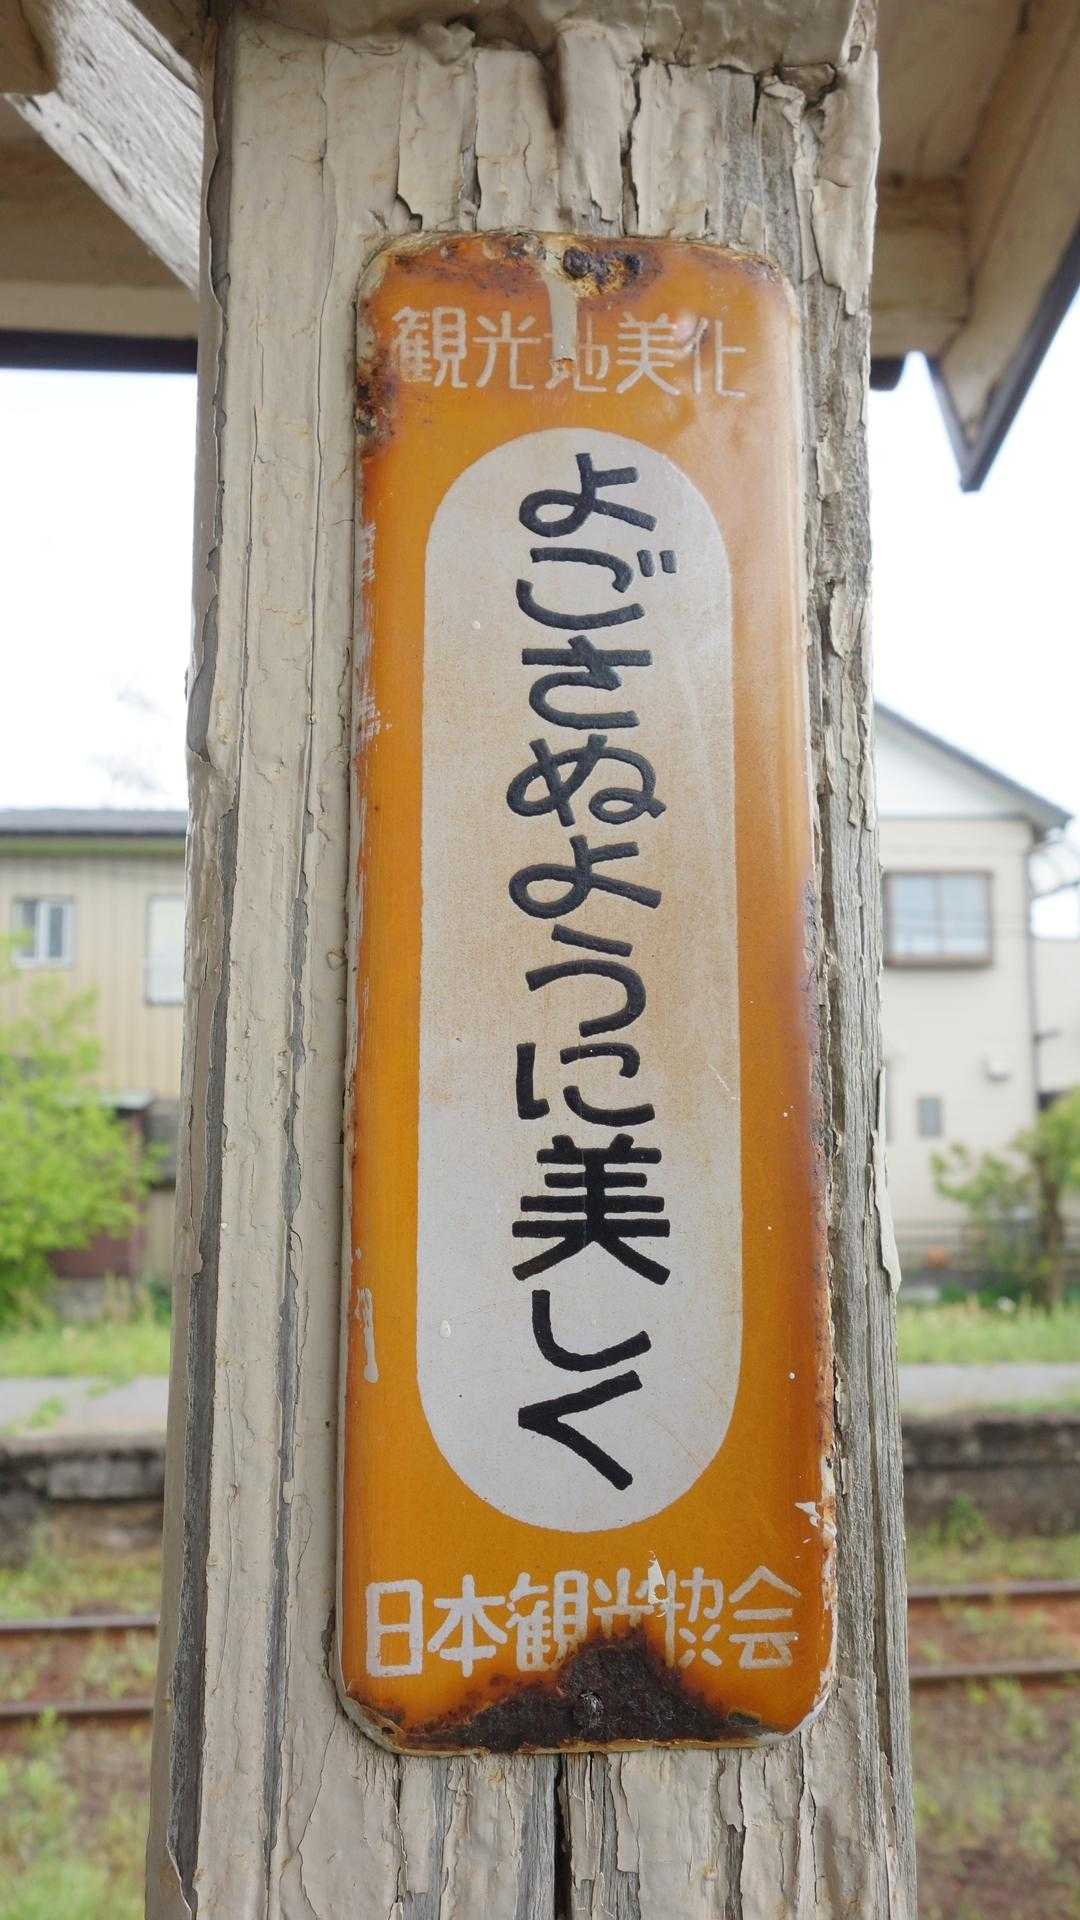 観光地美化
よごさぬように美しく
日本観光協会